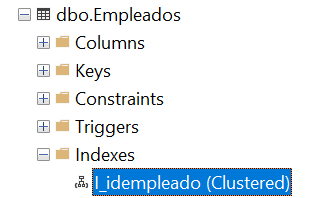 dbo.Empleados
Columns
Keys
Constraints
Triggers
Indexes
I_idempleado (Clustered)